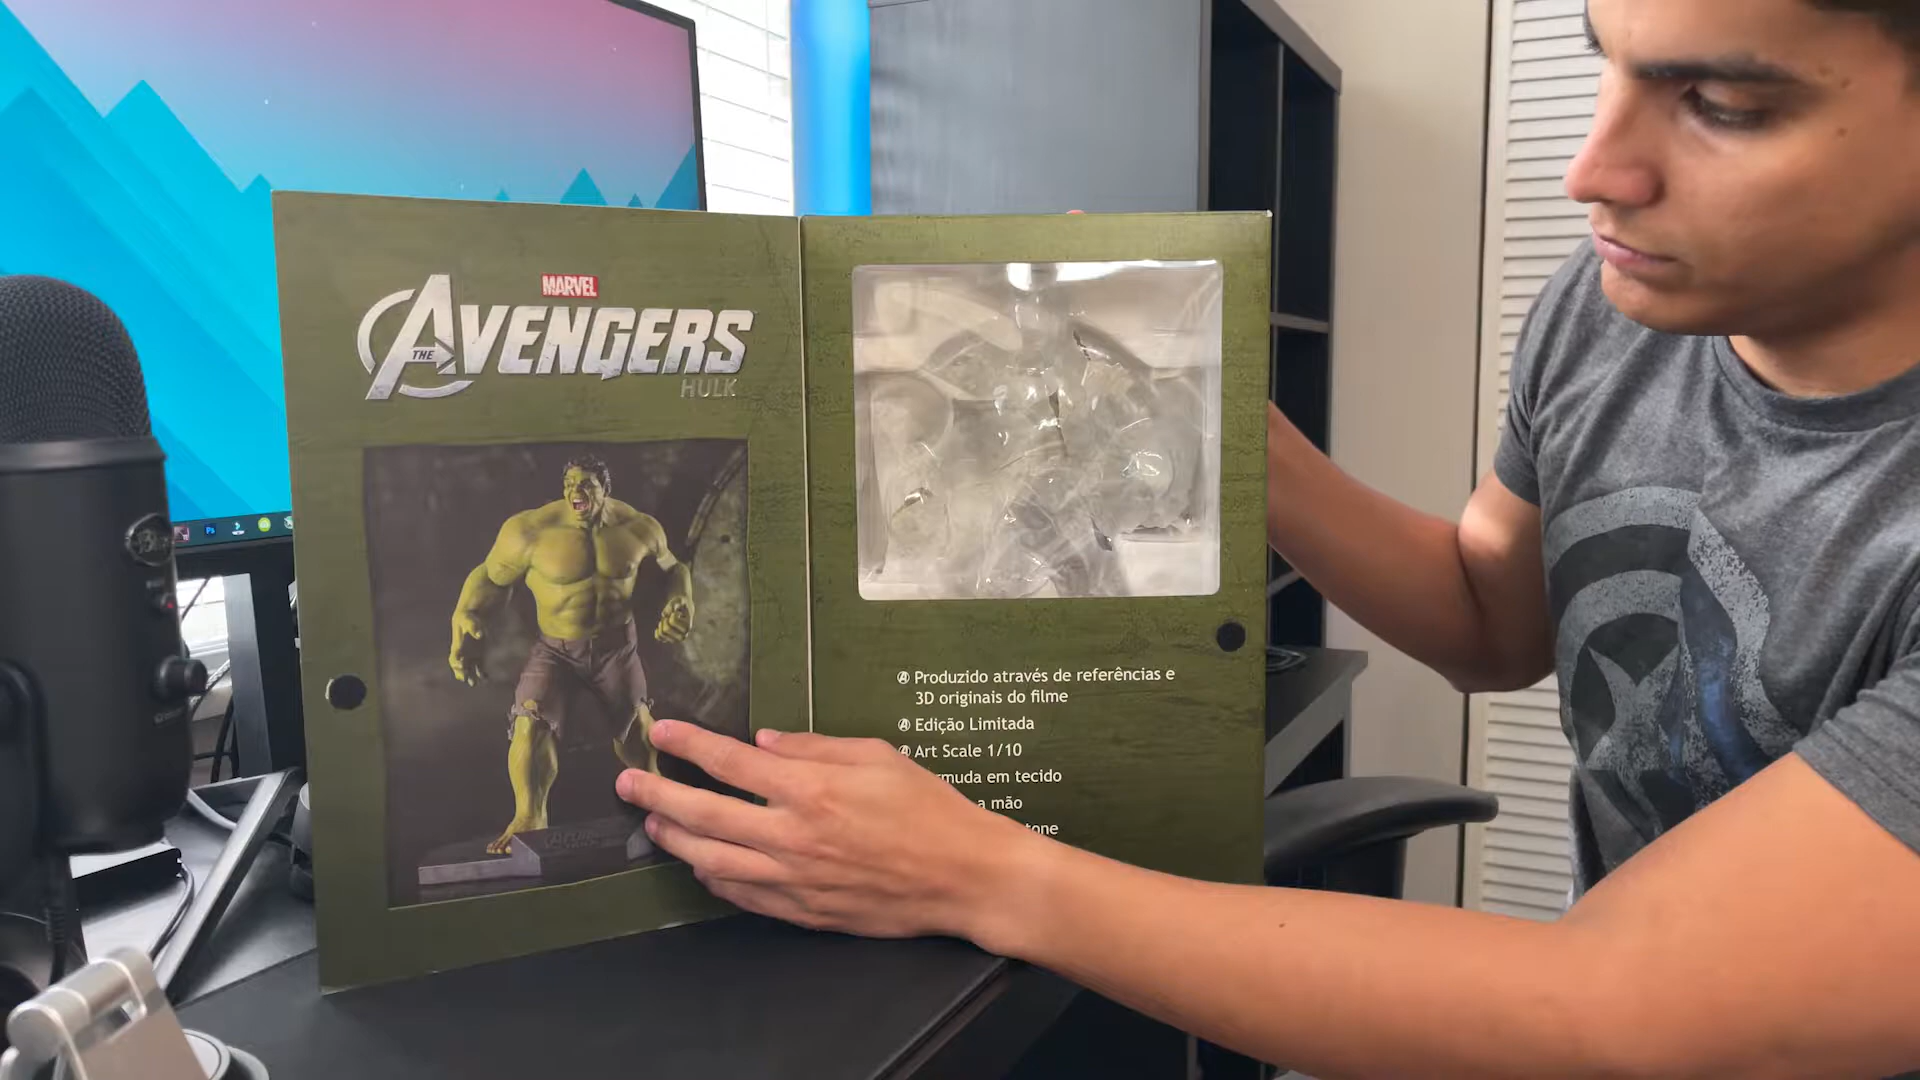 MARVEL
THE AVENGERS
HULK
Produzido através de referências e
3D originais do filme
Edição Limitada
Art Scale 1/10
rmuda em tecido
a mão
tone
Ps